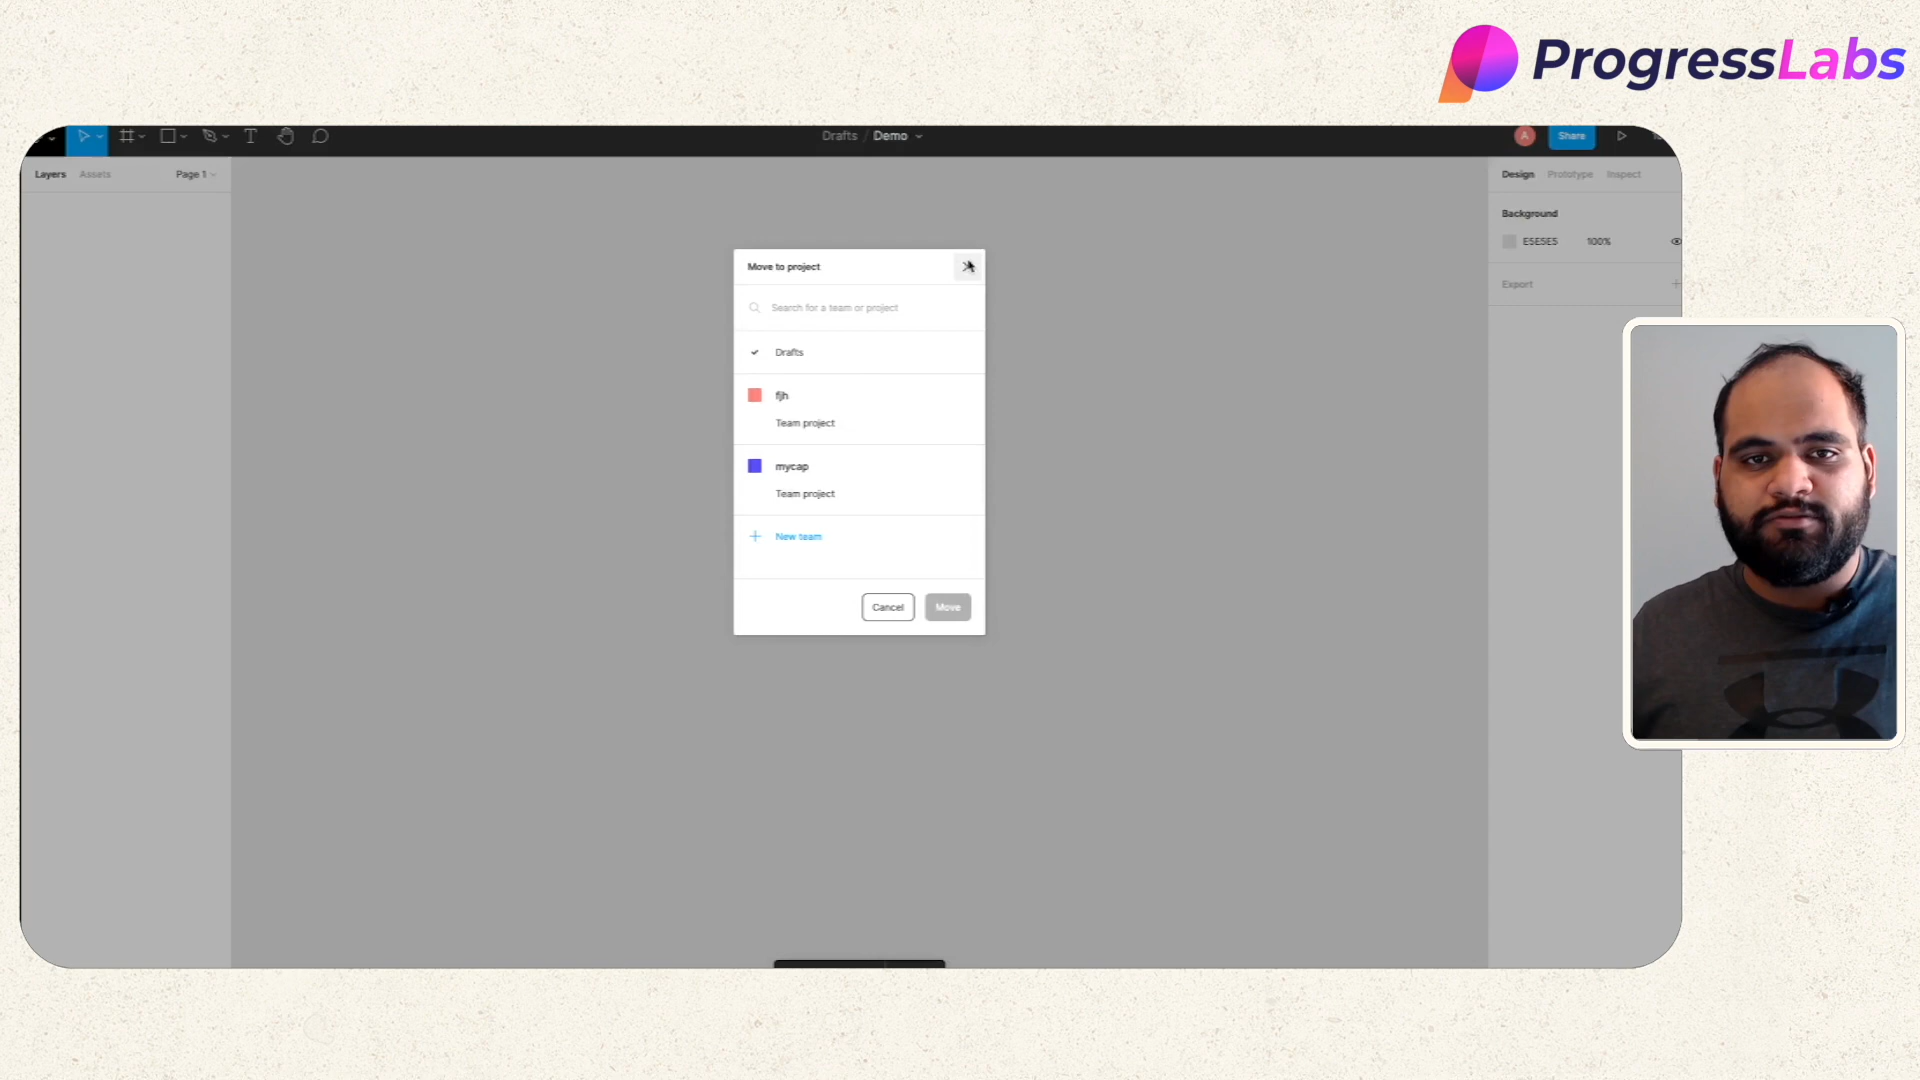 ProgressLabs
Drafts / Demo
A
Share
Layers Assets Page 1
Design Prototype Inspect
Background
E5E5E5 100%
Export
Move to project
Search for a team or project
Drafts
fjh
Team project
mycap
Team project
New team
Cancel Move